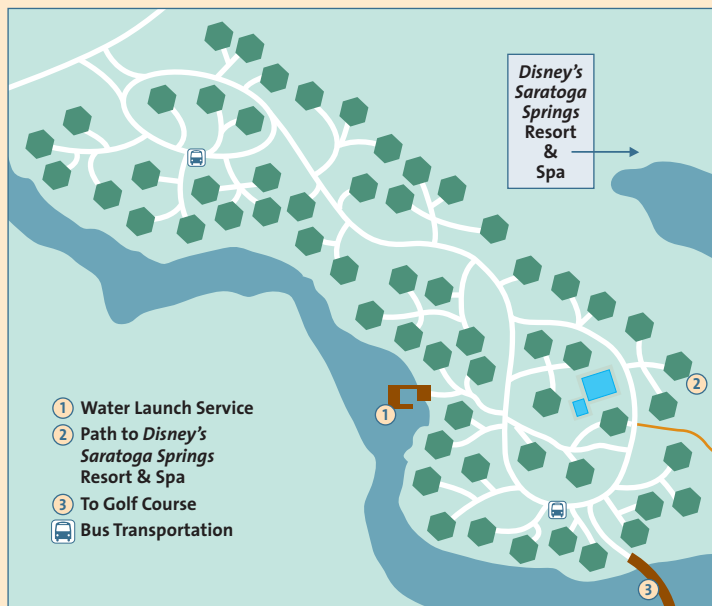 Disney's
Saratoga
Springs
Resort
&
Spa
2
1
1 Water Launch Service
2 Path to Disney's
Saratoga Springs
Resort & Spa
3 To Golf Course
Bus Transportation
3